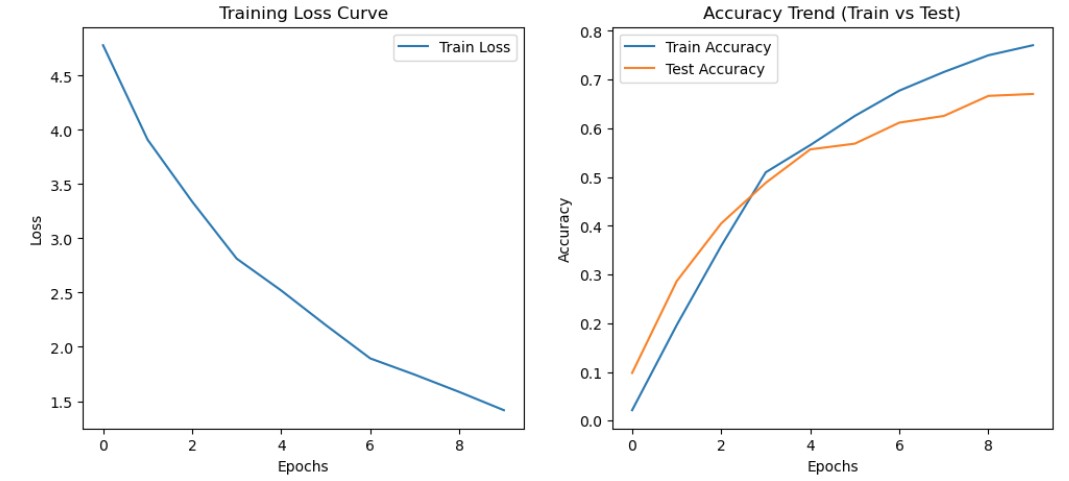 Training Loss Curve
Train Loss
4.5
4.0
3.5
3.0
2.5
2.0
1.5
Loss
0 2 4 6 8
Epochs
Accuracy Trend (Train vs Test)
Train Accuracy
Test Accuracy
0.8
0.7
0.6
0.5
0.4
0.3
0.2
0.1
0.0
Accuracy
0 2 4 6 8
Epochs